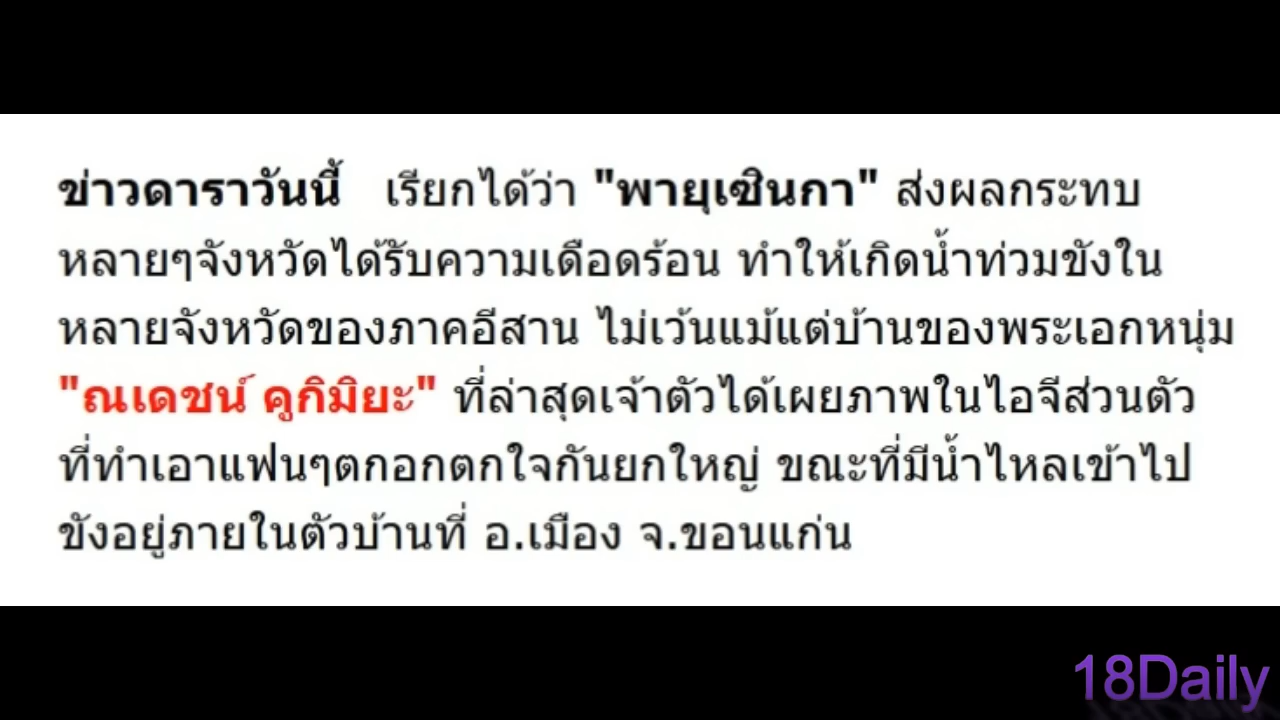 ข่าวดาราวันนี้ เรียกได้ว่า "พายุเซินกา" ส่งผลกระทบ
หลายๆจังหวัดได้รับความเดือดร้อน ทำให้เกิดน้ำท่วมขังใน
หลายจังหวัดของภาคอีสาน ไม่เว้นแม้แต่บ้านของพระเอกหนุ่ม
"ณเดชน์ คูกิมิยะ" ที่ล่าสุดเจ้าตัวได้เผยภาพในไอจีส่วนตัว
ที่ทำเอาแฟนๆตกอกตกใจกันยกใหญ่ ขณะที่มีน้ำไหลเข้าไป
ขังอยู่ภายในตัวบ้านที่ อ.เมือง จ.ขอนแก่น
18Daily